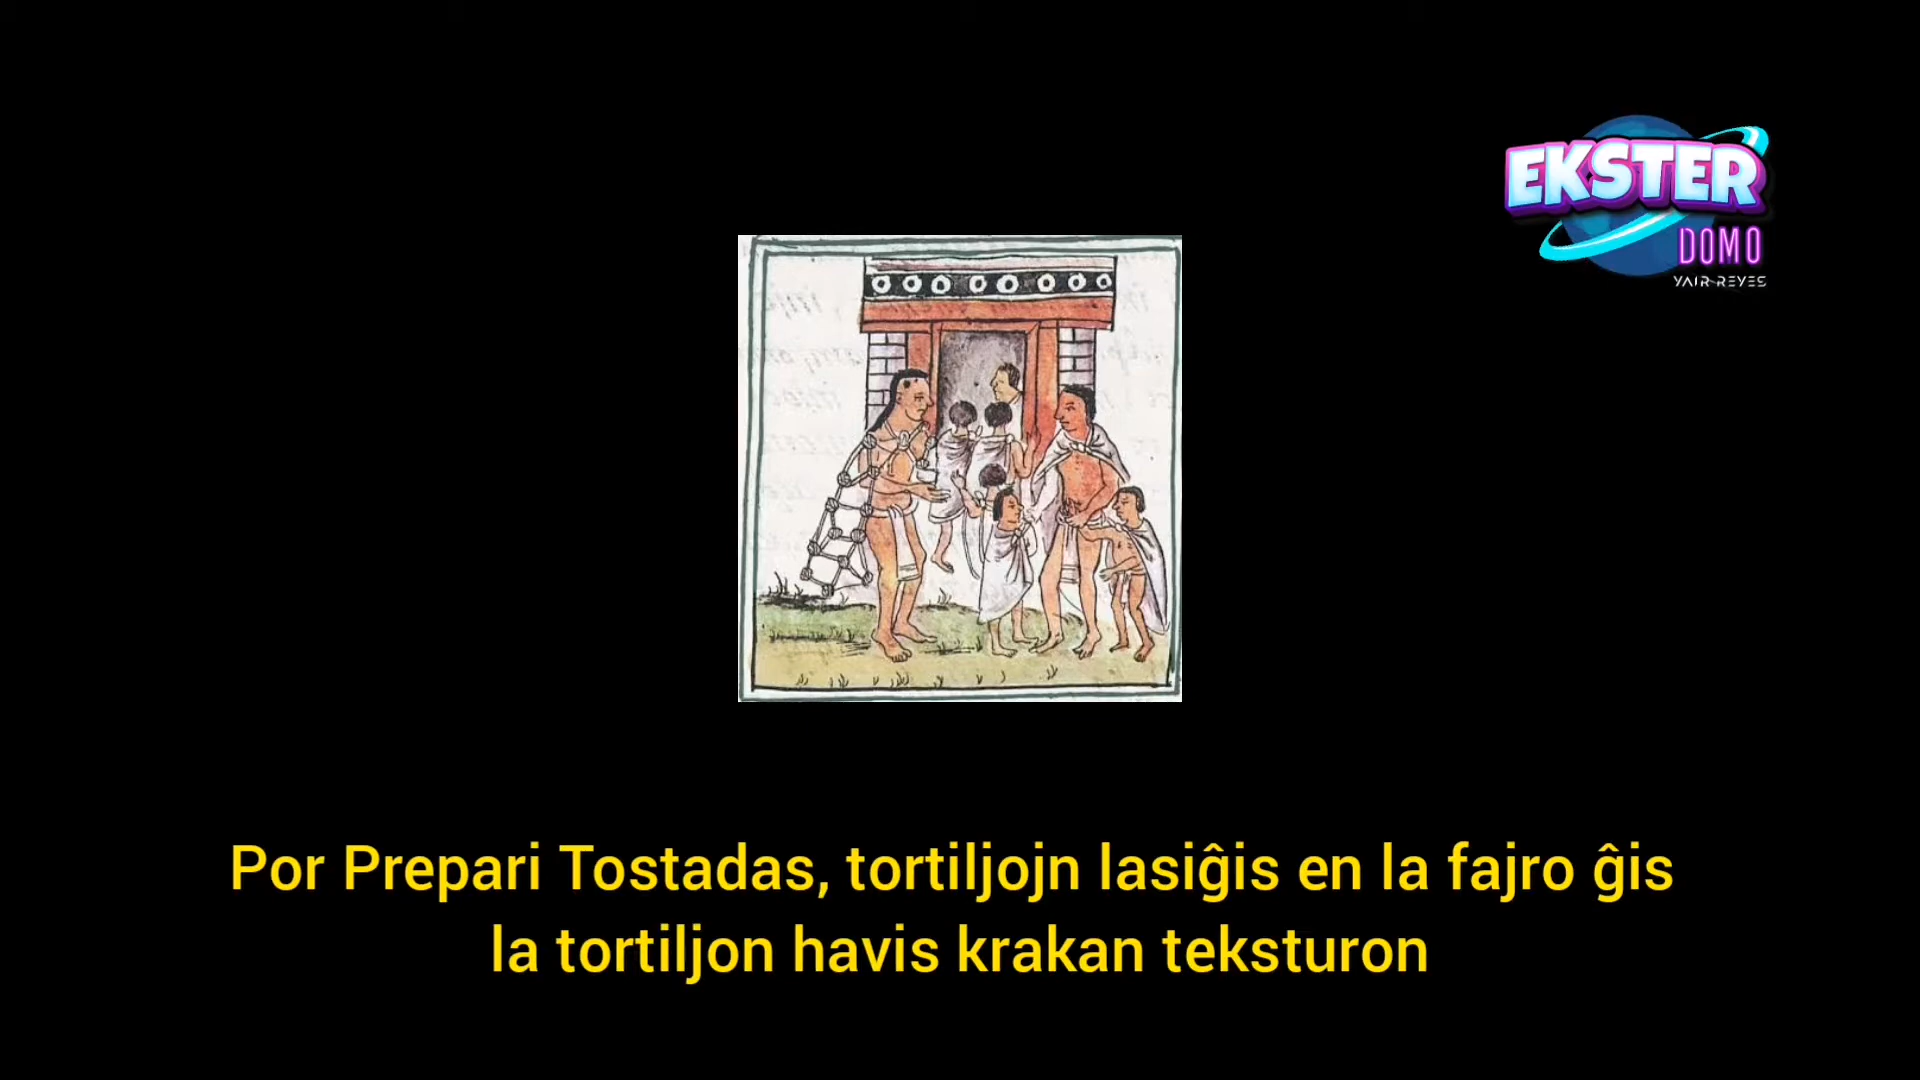 EKSTER
DOMO
YAIR REYES
Por Prepari Tostadas, tortiljojn lasiĝis en la fajro ĝis
la tortiljon havis krakan teksturon